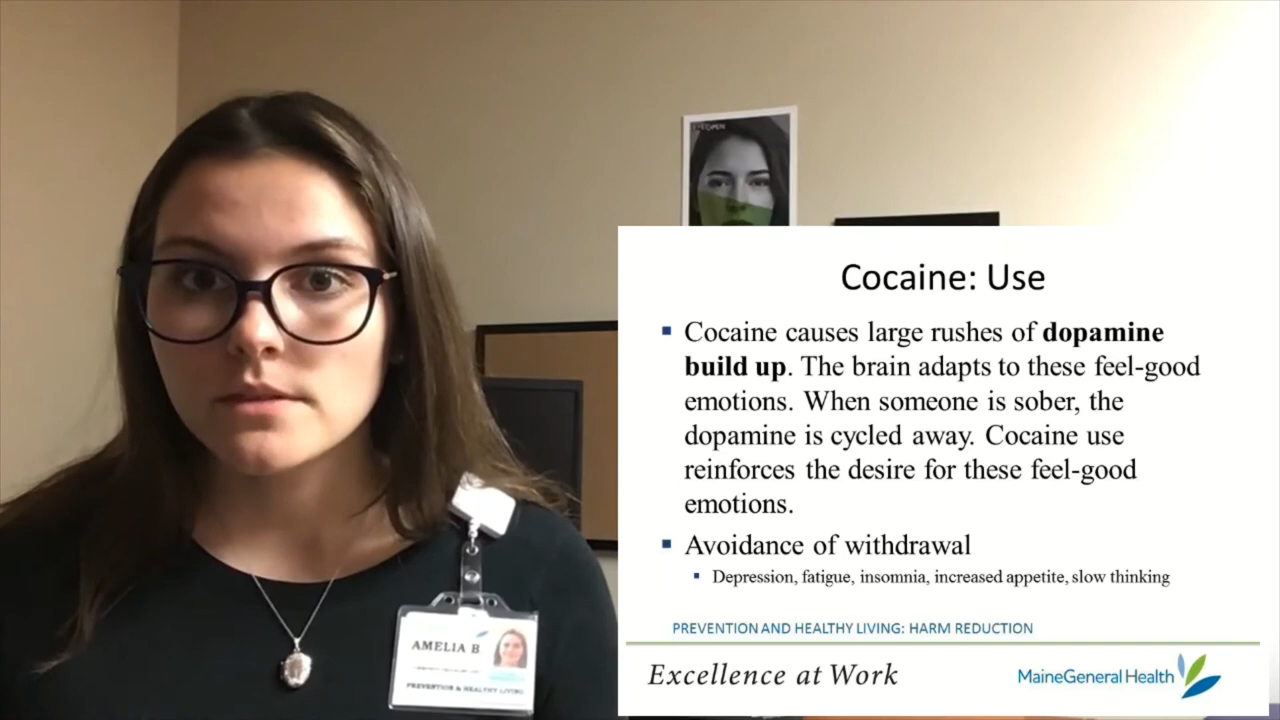 OPEN
Cocaine: Use
▪ Cocaine causes large rushes of dopamine
build up. The brain adapts to these feel-good
emotions. When someone is sober, the
dopamine is cycled away. Cocaine use
reinforces the desire for these feel-good
emotions.
▪ Avoidance of withdrawal
▪ Depression, fatigue, insomnia, increased appetite, slow thinking
PREVENTION AND HEALTHY LIVING: HARM REDUCTION
Excellence at Work
MaineGeneral Health
AMELIA B
PREVENTION & HEALTHY LIVING